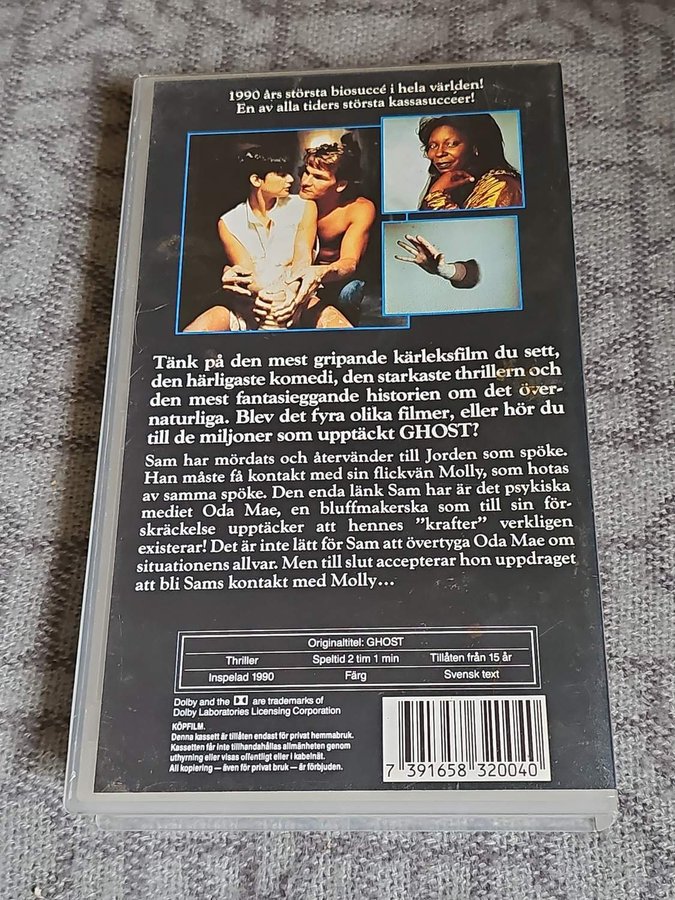 1990 års största biosuccé i hela världen!
En av alla tiders största kassasucceer!
Tänk på den mest gripande kärleksfilm du sett,
den härligaste komedi, den starkaste thrillern och
den mest fantasieggande historien om det över-
naturliga. Blev det fyra olika filmer, eller hör du
till de miljoner som upptäckt GHOST?
Sam har mördats och återvänder till Jorden som spöke.
Han måste få kontakt med sin flickvän Molly, som hotas
av samma spöke. Den enda länk Sam har är det psykiska
mediet Oda Mae, en bluffmakerska som till sin för-
skräckelse upptäcker att hennes "krafter" verkligen
existerar! Det är inte lätt för Sam att övertyga Oda Mae om
situationens allvar. Men till slut accepterar hon uppdraget
att bli Sams kontakt med Molly...
Originaltitel: GHOST
Thriller Speltid 2 tim 1 min Tillåten från 15 år
Inspelad 1990 Färg Svensk text
Dolby and the are trademarks of
Dolby Laboratories Licensing Corporation
KÖPFILM.
Denna kassett är tillåten endast för privat hemmabruk.
Kassetten får inte tillhandahållas allmänheten genom
uthyrning eller visas offentligt eller i kabelnät.
All kopiering — även för privat bruk — är förbjuden.
7 391658 320040